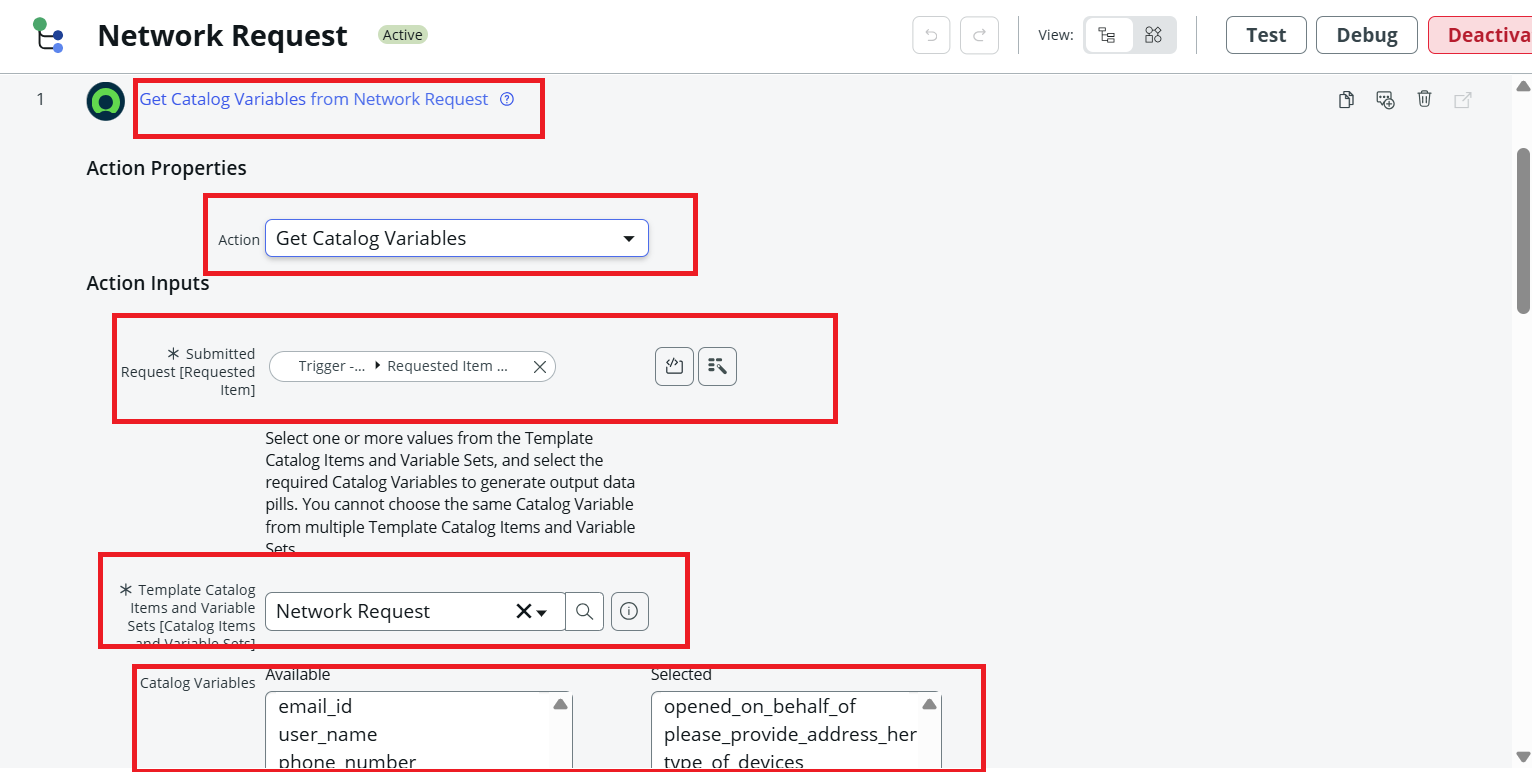 Network Request Active View: Test Debug Deactiva
1 Get Catalog Variables from Network Request
Action Properties
Action Get Catalog Variables
Action Inputs
Submitted
Request [Requested
Item]
Trigger -... Requested Item ...
Select one or more values from the Template
Catalog Items and Variable Sets, and select the
required Catalog Variables to generate output data
pills. You cannot choose the same Catalog Variable
from multiple Template Catalog Items and Variable
Sets
Template Catalog
Items and Variable
Sets [Catalog Items
and Variable Sets]
Network Request
Catalog Variables
Available
email_id
user_name
phone_number
Selected
opened_on_behalf_of
please_provide_address_her
type_of_devices